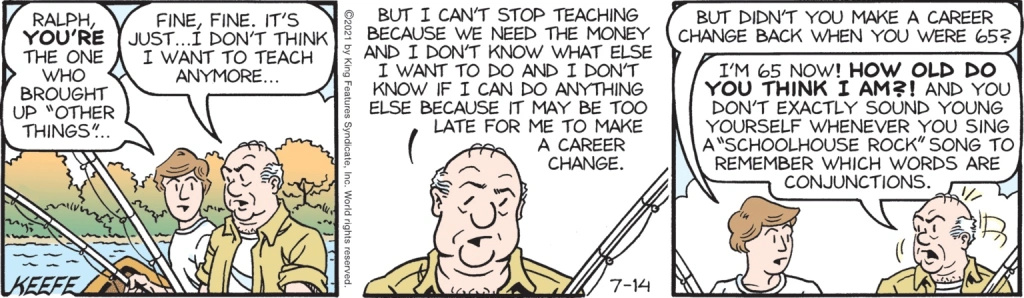 RALPH,
YOU'RE
THE ONE
WHO
BROUGHT
UP "OTHER
THINGS"...
FINE, FINE. IT'S
JUST...I DON'T THINK
I WANT TO TEACH
ANYMORE...
KEEFE
©2021 by King Features Syndicate, Inc. World rights reserved.
BUT I CAN'T STOP TEACHING
BECAUSE WE NEED THE MONEY
AND I DON'T KNOW WHAT ELSE
I WANT TO DO AND I DON'T
KNOW IF I CAN DO ANYTHING
ELSE BECAUSE IT MAY BE TOO
LATE FOR ME TO MAKE
A CAREER
CHANGE.
7-14
BUT DIDN'T YOU MAKE A CAREER
CHANGE BACK WHEN YOU WERE 65?
I'M 65 NOW! HOW OLD DO
YOU THINK I AM?! AND YOU
DON'T EXACTLY SOUND YOUNG
YOURSELF WHENEVER YOU SING
A "SCHOOLHOUSE ROCK" SONG TO
REMEMBER WHICH WORDS ARE
CONJUNCTIONS.